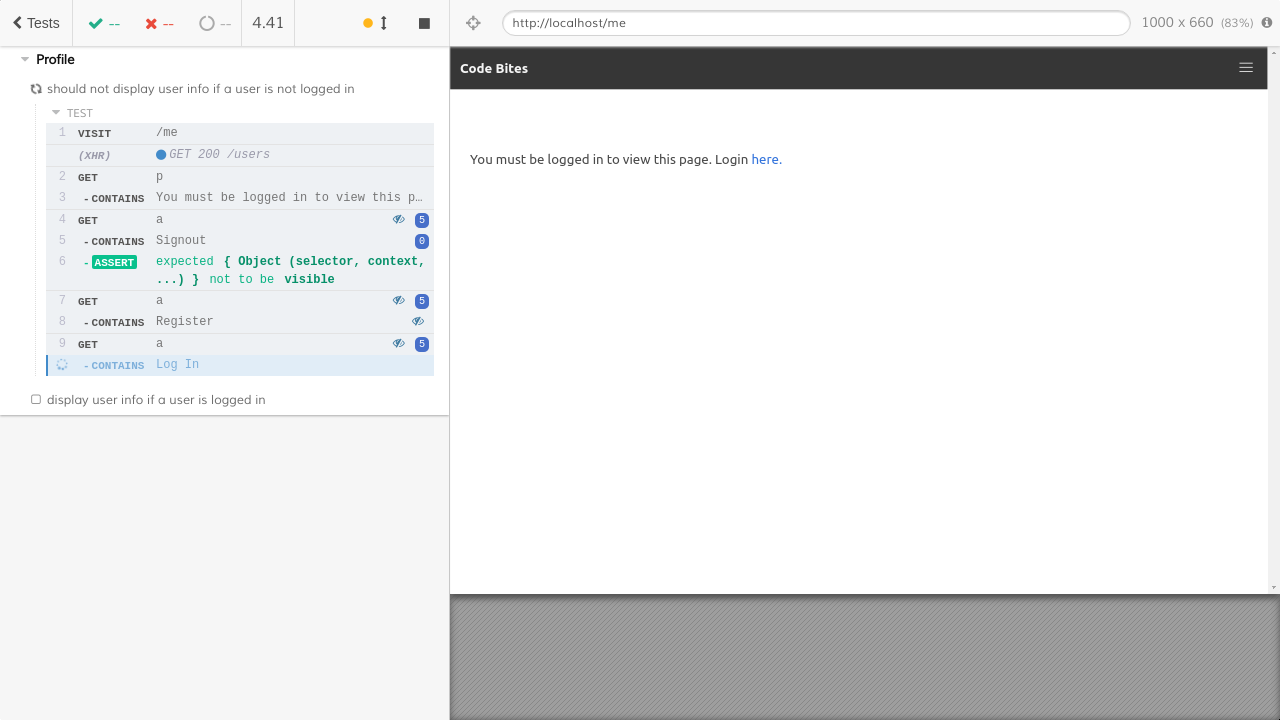 Tests -- -- -- 4.41
http://localhost/me
1000 x 660 (83%)
Profile
should not display user info if a user is not logged in
TEST
1 VISIT /me
(XHR) GET 200 /users
2 GET p
3 - CONTAINS You must be logged in to view this p…
4 GET a 5
5 - CONTAINS Signout 0
6 - ASSERT expected { Object (selector, context,
...) } not to be visible
7 GET a 5
8 - CONTAINS Register
9 GET a 5
- CONTAINS Log In
display user info if a user is logged in
Code Bites
You must be logged in to view this page. Login here.